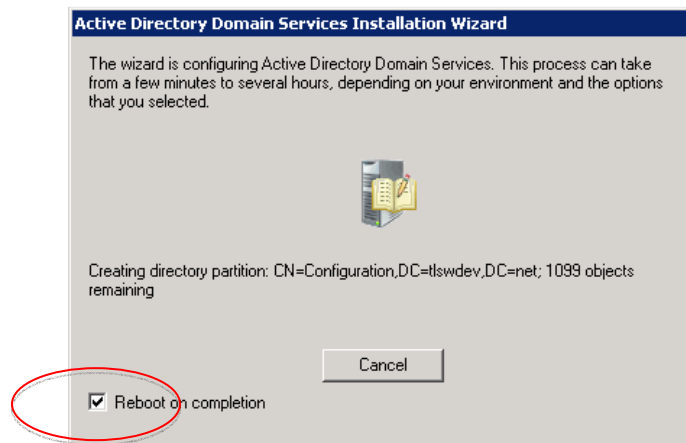 Active Directory Domain Services Installation Wizard
The wizard is configuring Active Directory Domain Services. This process can take
from a few minutes to several hours, depending on your environment and the options
that you selected.
Creating directory partition: CN=Configuration,DC=tlswdev,DC=net; 1099 objects
remaining
Cancel
Reboot on completion